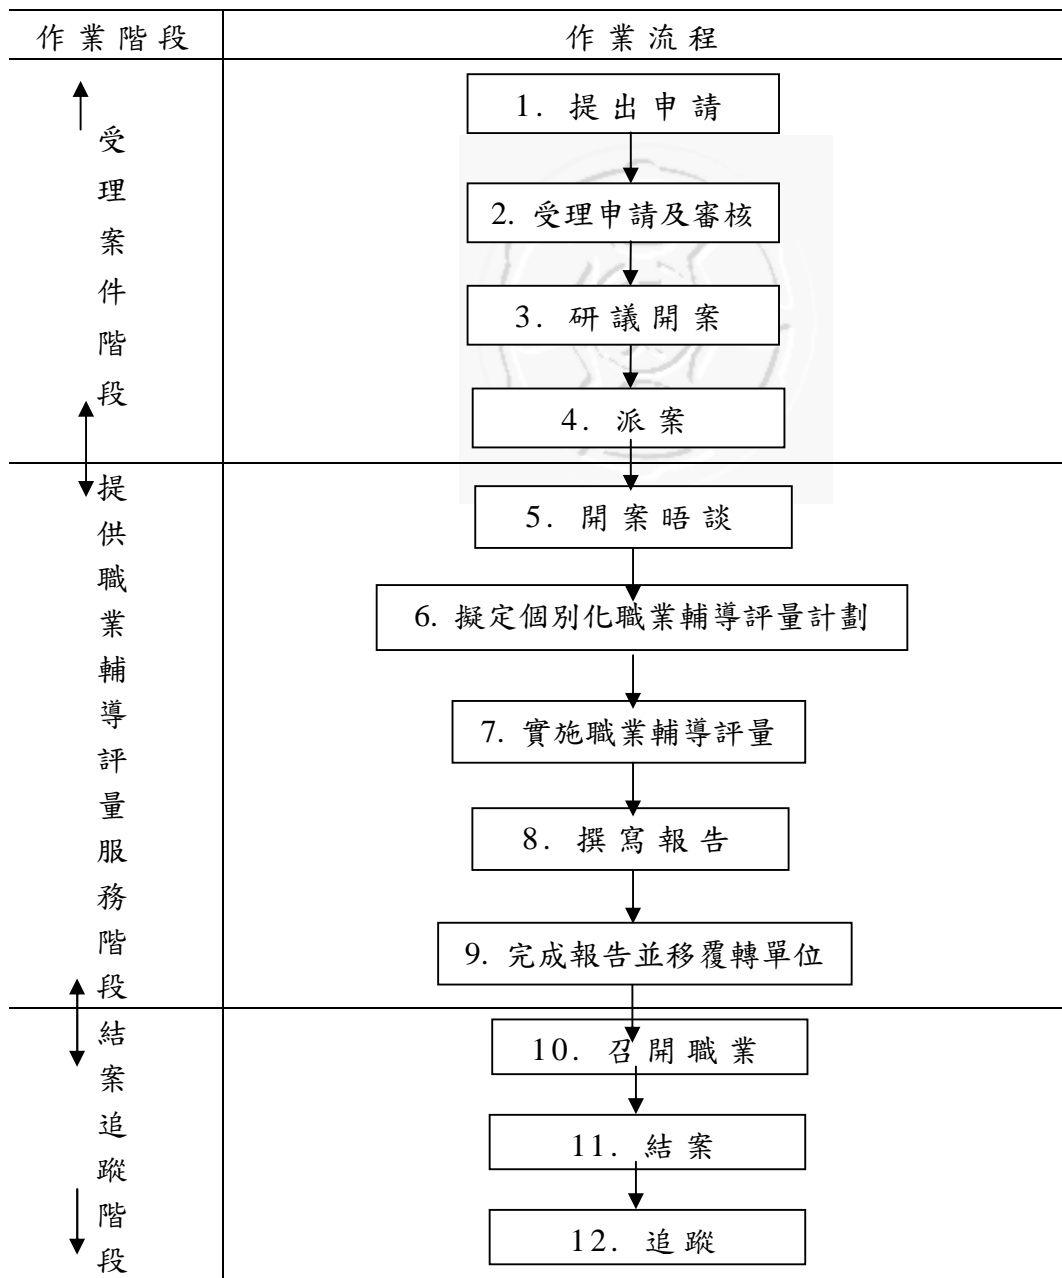 作業階段 作業流程
受理案件階段
1. 提出申請
2. 受理申請及審核
3. 研議開案
4. 派案
提供職業輔導評量服務階段
5. 開案晤談
6. 擬定個別化職業輔導評量計劃
7. 實施職業輔導評量
8. 撰寫報告
9. 完成報告並移覆轉單位
結案追蹤階段
10. 召開職業
11. 結案
12. 追蹤